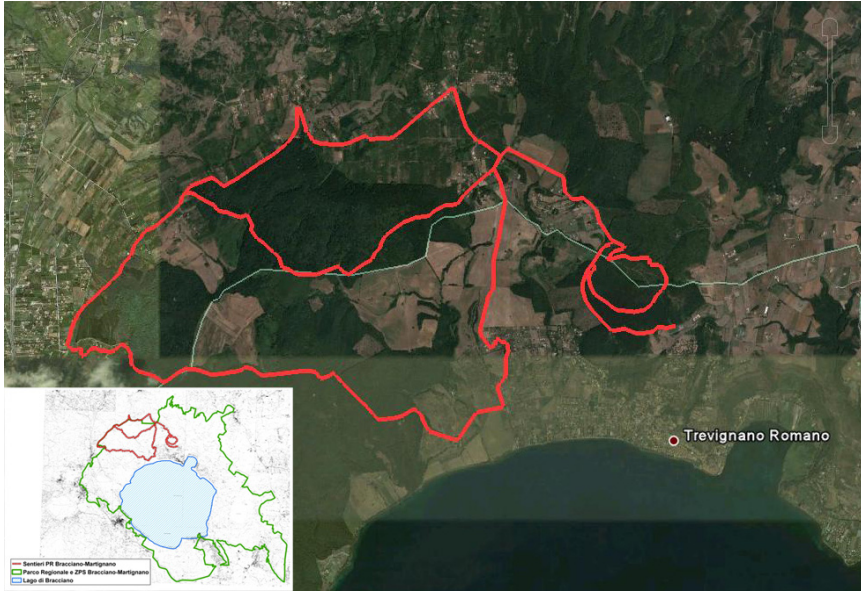 Trevignano Romano
Sentieri PR Bracciano-Martignano
Parco Regionale e ZPS Bracciano-Martignano
Lago di Bracciano